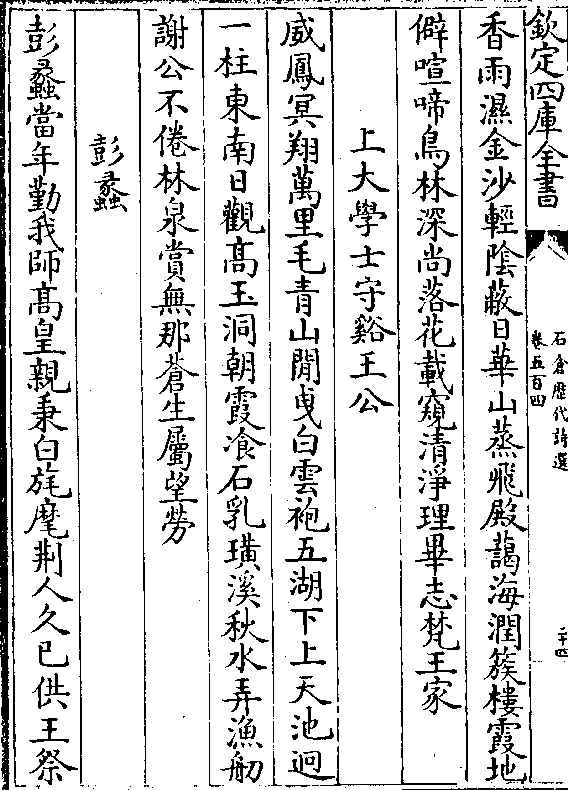 欽定四庫全書
石倉歴代詩選
卷五百四
二十四
香雨濕金沙輕隂蔽日華山蒸飛殿藹海潤簇樓霞地
僻喧啼鳥林深尚落花載窺清淨理畢志梵王家
上大學士守谿王公
威鳳冥翔萬里毛青山閒曵白雲袍五湖下上天池迥
一柱東南日觀髙玉洞朝霞飡石乳璜溪秋水弄漁舠
謝公不倦林泉賞無那蒼生屬望勞
彭蠡
彭蠡當年勤我師髙皇親秉白旄麾荆人久已供王祭